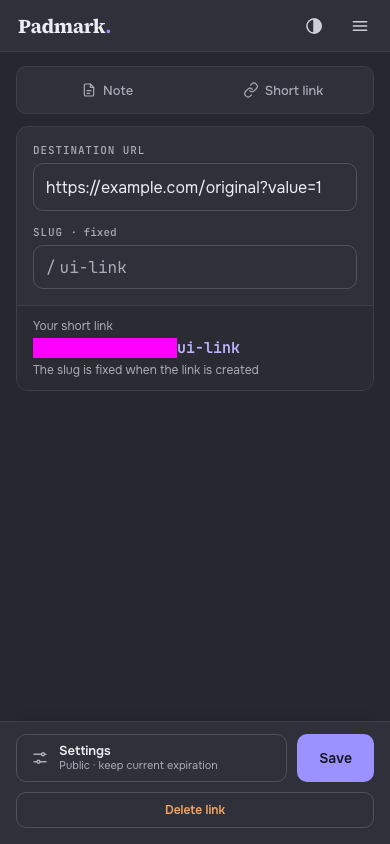 Padmark.
Note
Short link
DESTINATION URL
https://example.com/original?value=1
SLUG · fixed
/ ui-link
Your short link
ui-link
The slug is fixed when the link is created
Settings
Public · keep current expiration
Save
Delete link